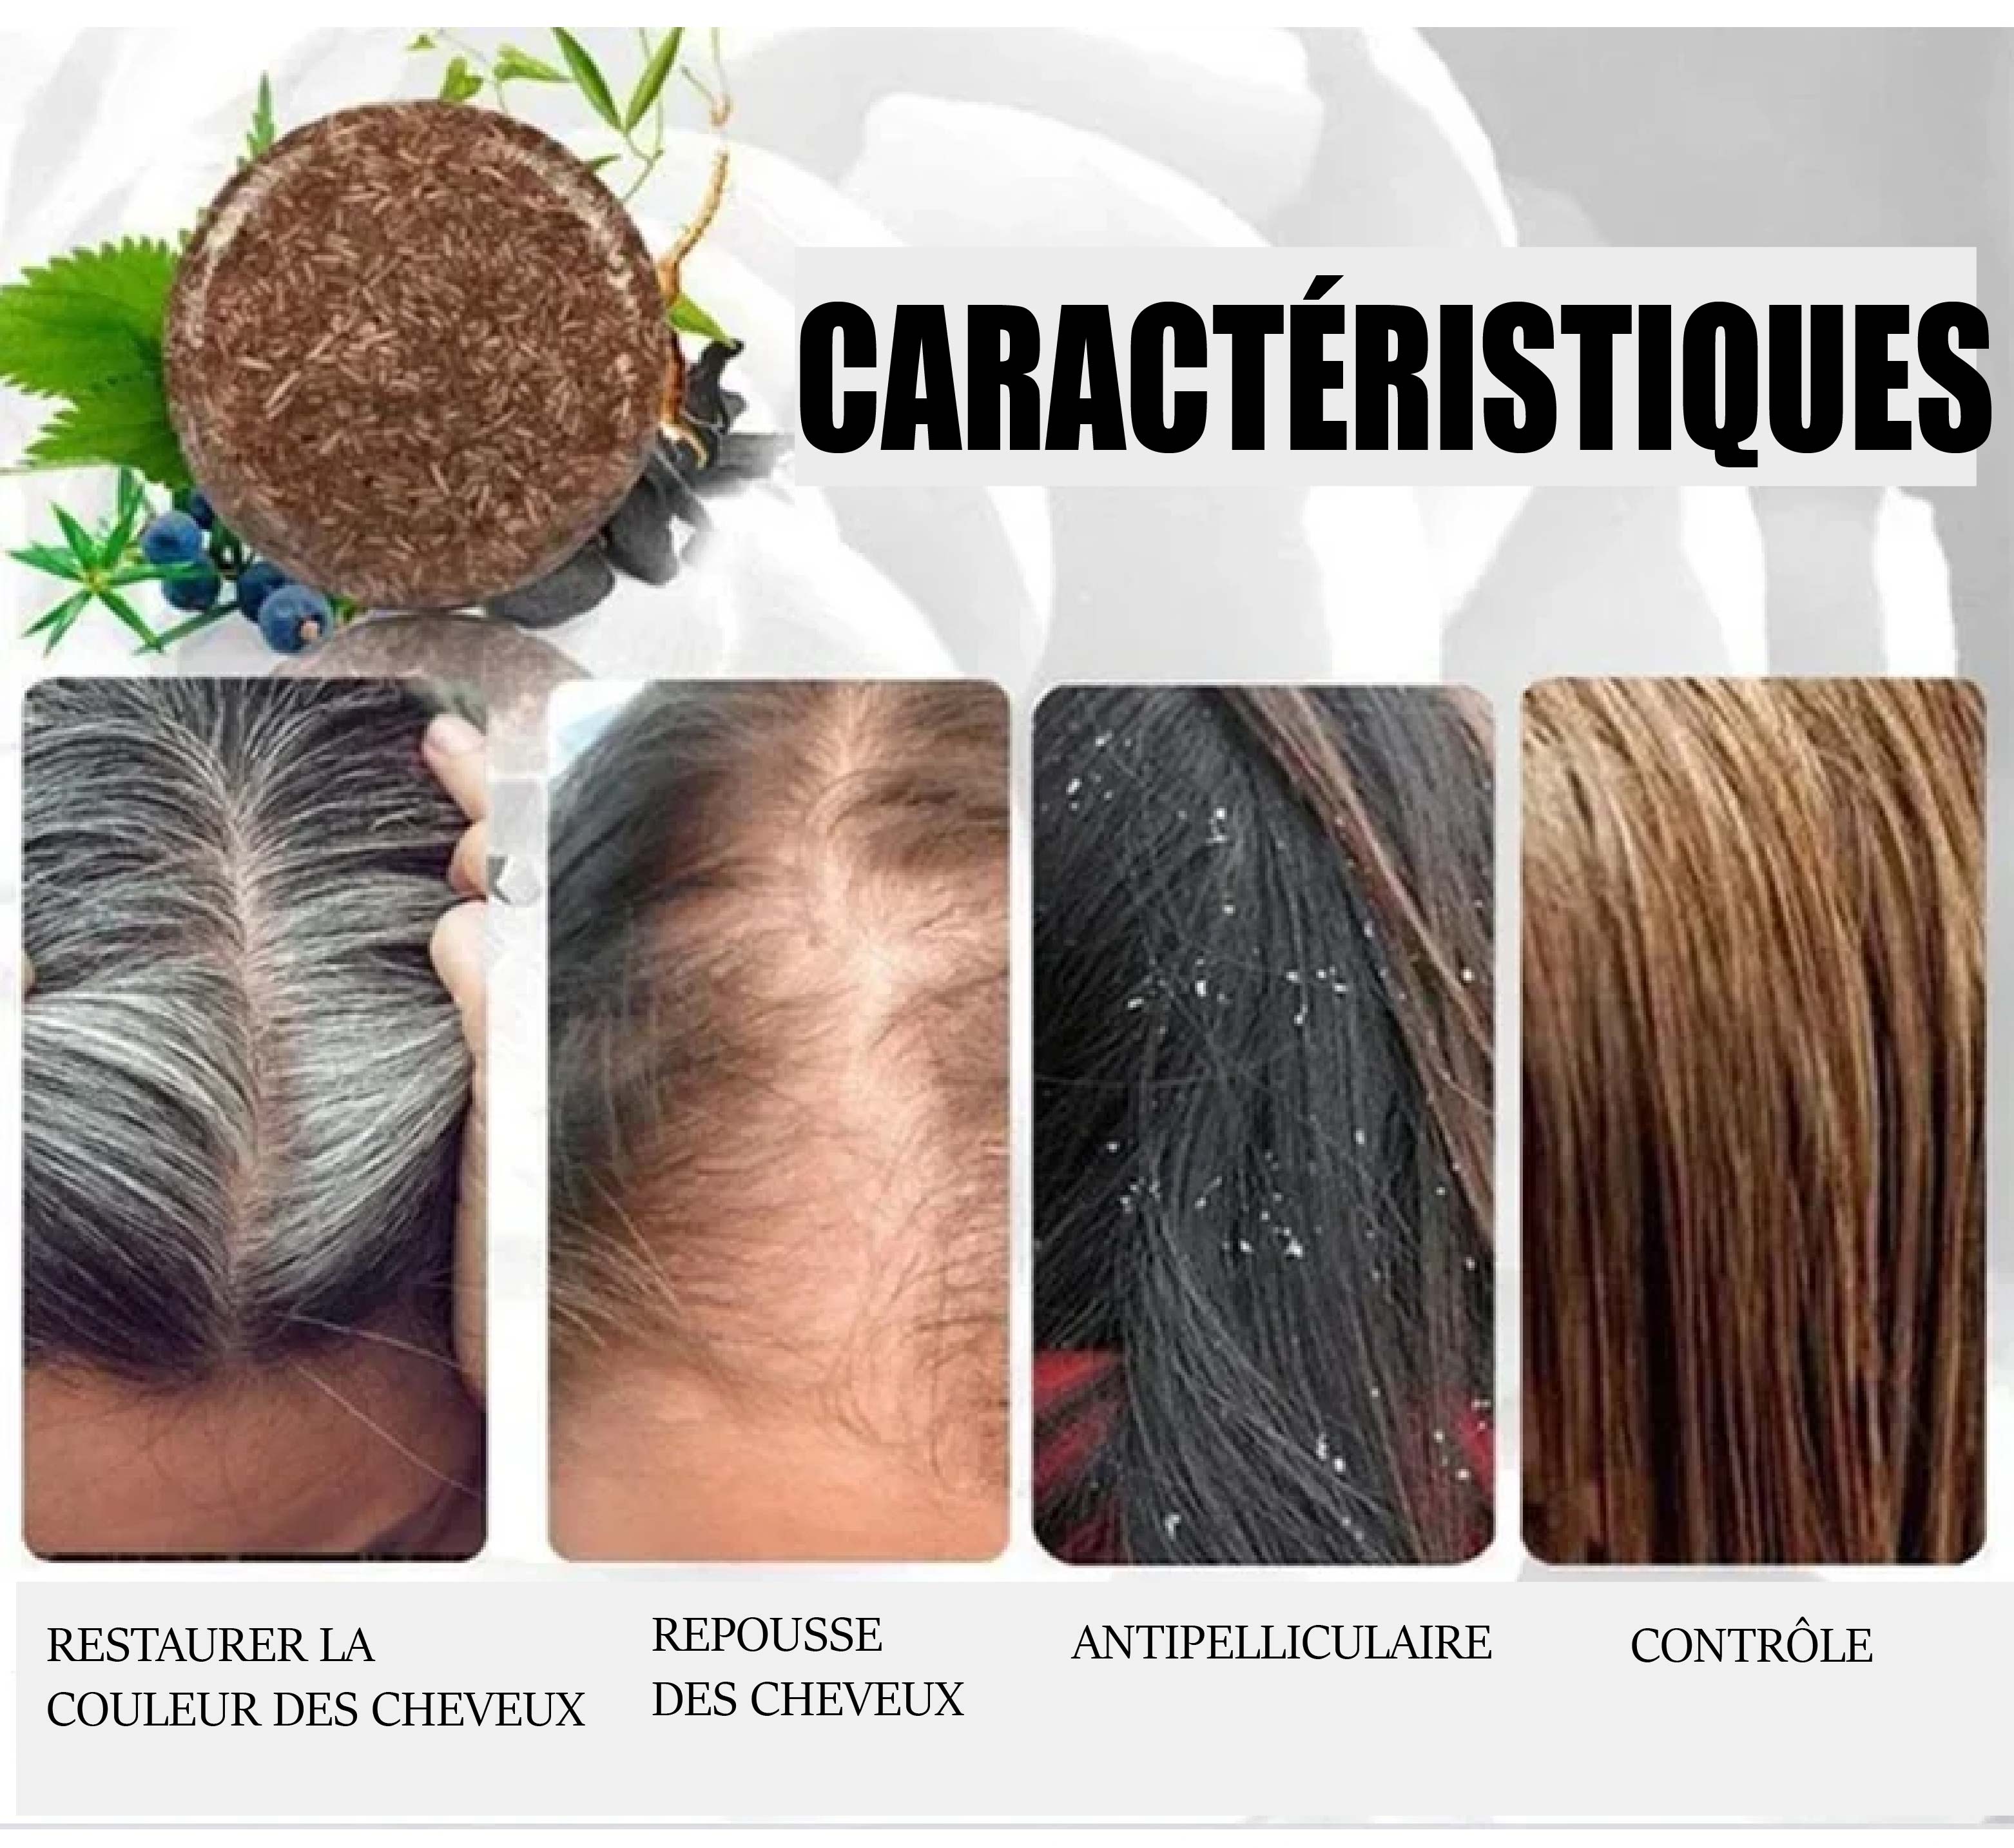 CARACTÉRISTIQUES
RESTAURER LA
COULEUR DES CHEVEUX
REPOUSSE
DES CHEVEUX
ANTIPELLICULAIRE
CONTRÔLE